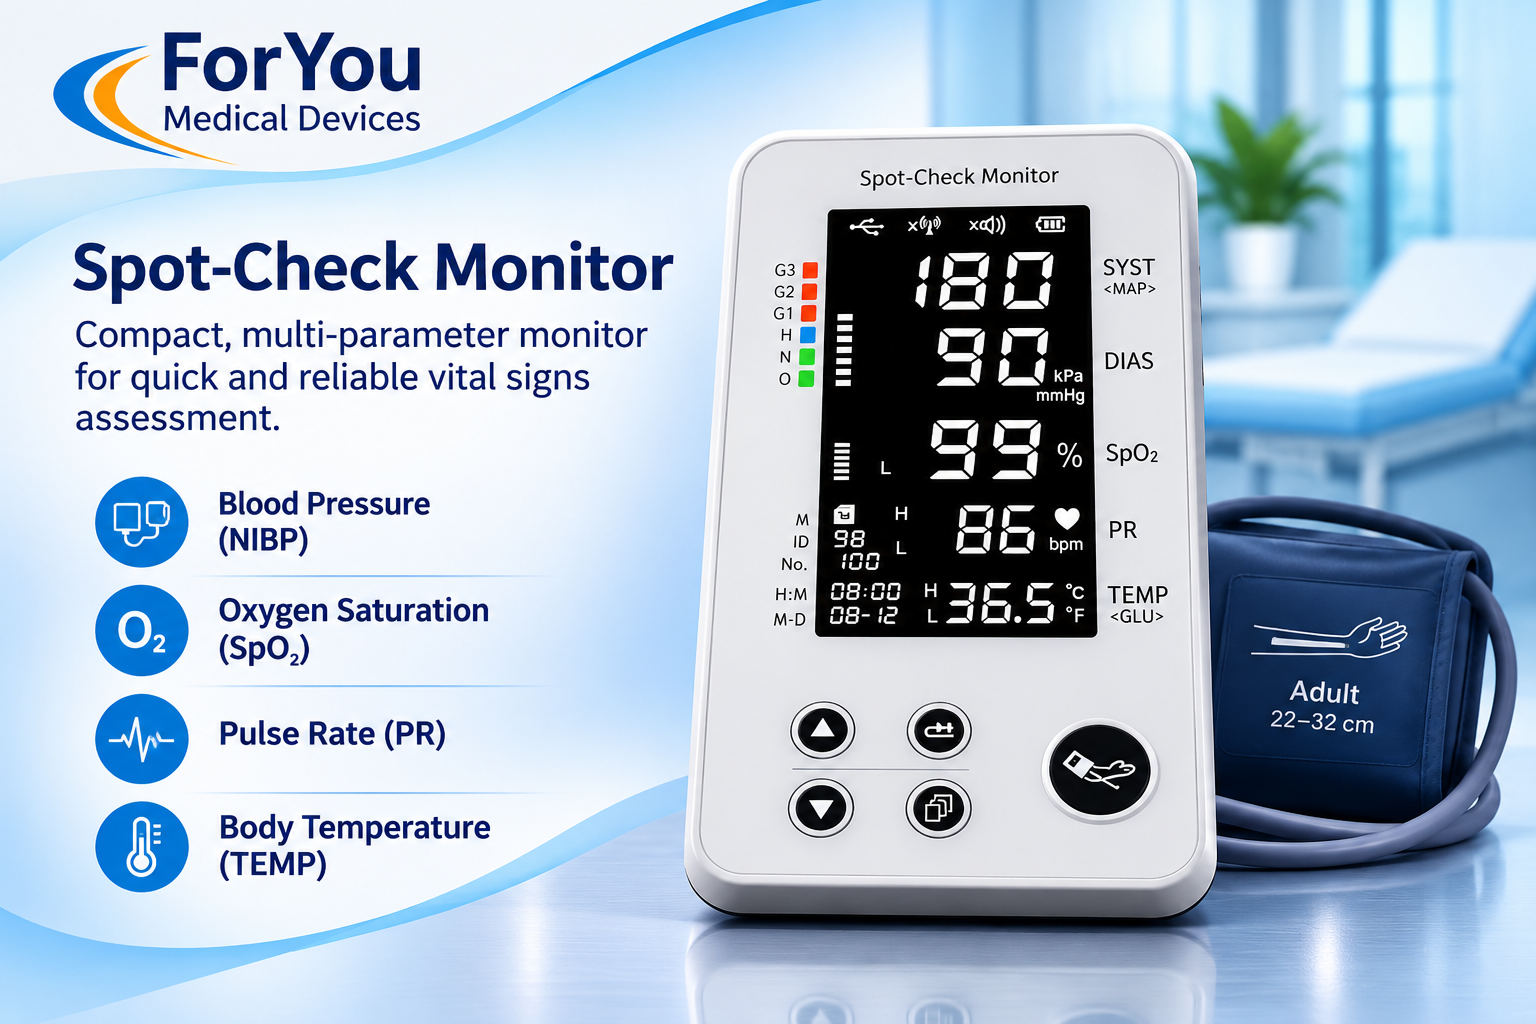 ForYou
Medical Devices
Spot-Check Monitor
Compact, multi-parameter monitor
for quick and reliable vital signs
assessment.
Blood Pressure
(NIBP)
O₂
Oxygen Saturation
(SpO₂)
Pulse Rate (PR)
Body Temperature
(TEMP)
Spot-Check Monitor
G3
G2
G1
H
N
O
180
SYST
<MAP>
90
kPa
mmHg
DIAS
L
99
%
SpO₂
M
ID 98
No. 100
H
L
86
bpm
PR
H:M 08:00
M-D 08-12
H
L
36.5
°C
°F
TEMP
<GLU>
Adult
22–32 cm